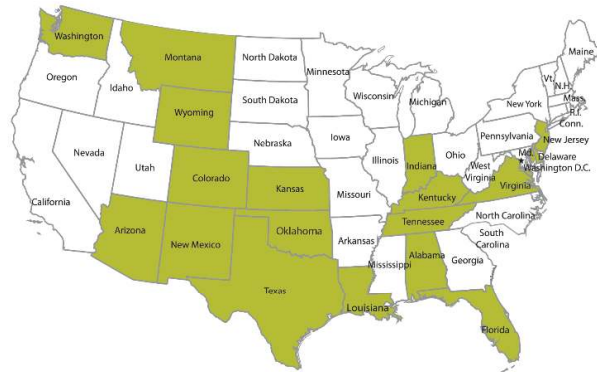 Washington
Montana
North Dakota
Minnesota
Maine
Oregon
Idaho
Wyoming
South Dakota
Wisconsin
Michigan
Vt.
N.H.
New York
Mass.
R.I.
Conn.
Nevada
Utah
Colorado
Nebraska
Iowa
Illinois
Indiana
Ohio
Pennsylvania
New Jersey
Md.
Delaware
Washington D.C.
West
Virginia
Virginia
California
Kansas
Missouri
Kentucky
Arizona
New Mexico
Oklahoma
Arkansas
Tennessee
North Carolina
South
Carolina
Texas
Louisiana
Mississippi
Alabama
Georgia
Florida